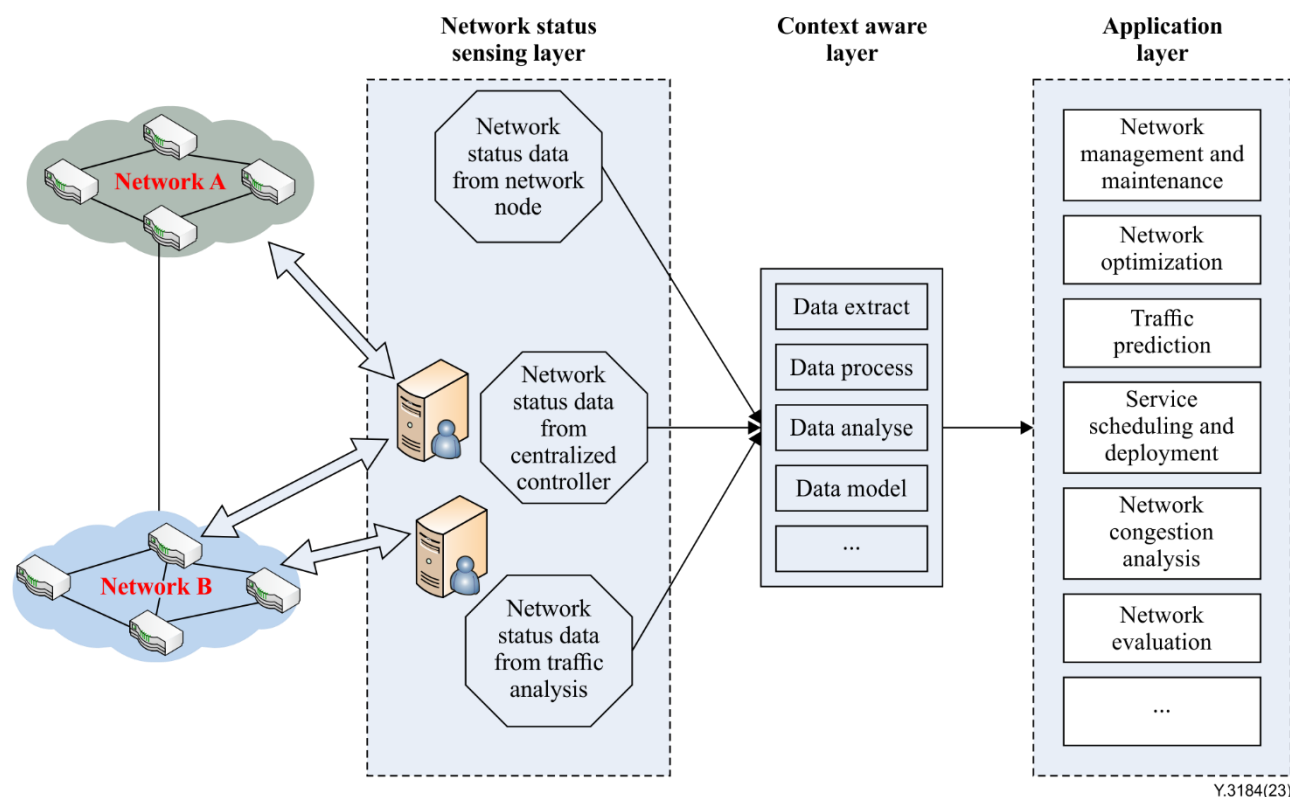 Network status
sensing layer
Context aware
layer
Application
layer
Network A
Network B
Network
status data
from network
node
Network
status data
from
centralized
controller
Network
status data
from traffic
analysis
Data extract
Data process
Data analyse
Data model
...
Network
management and
maintenance
Network
optimization
Traffic
prediction
Service
scheduling and
deployment
Network
congestion
analysis
Network
evaluation
...
Y.3184(23)